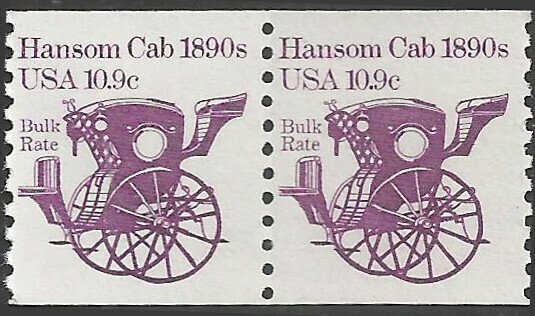 Hansom Cab 1890s
USA 10.9c
Bulk
Rate
Hansom Cab 1890s
USA 10.9c
Bulk
Rate